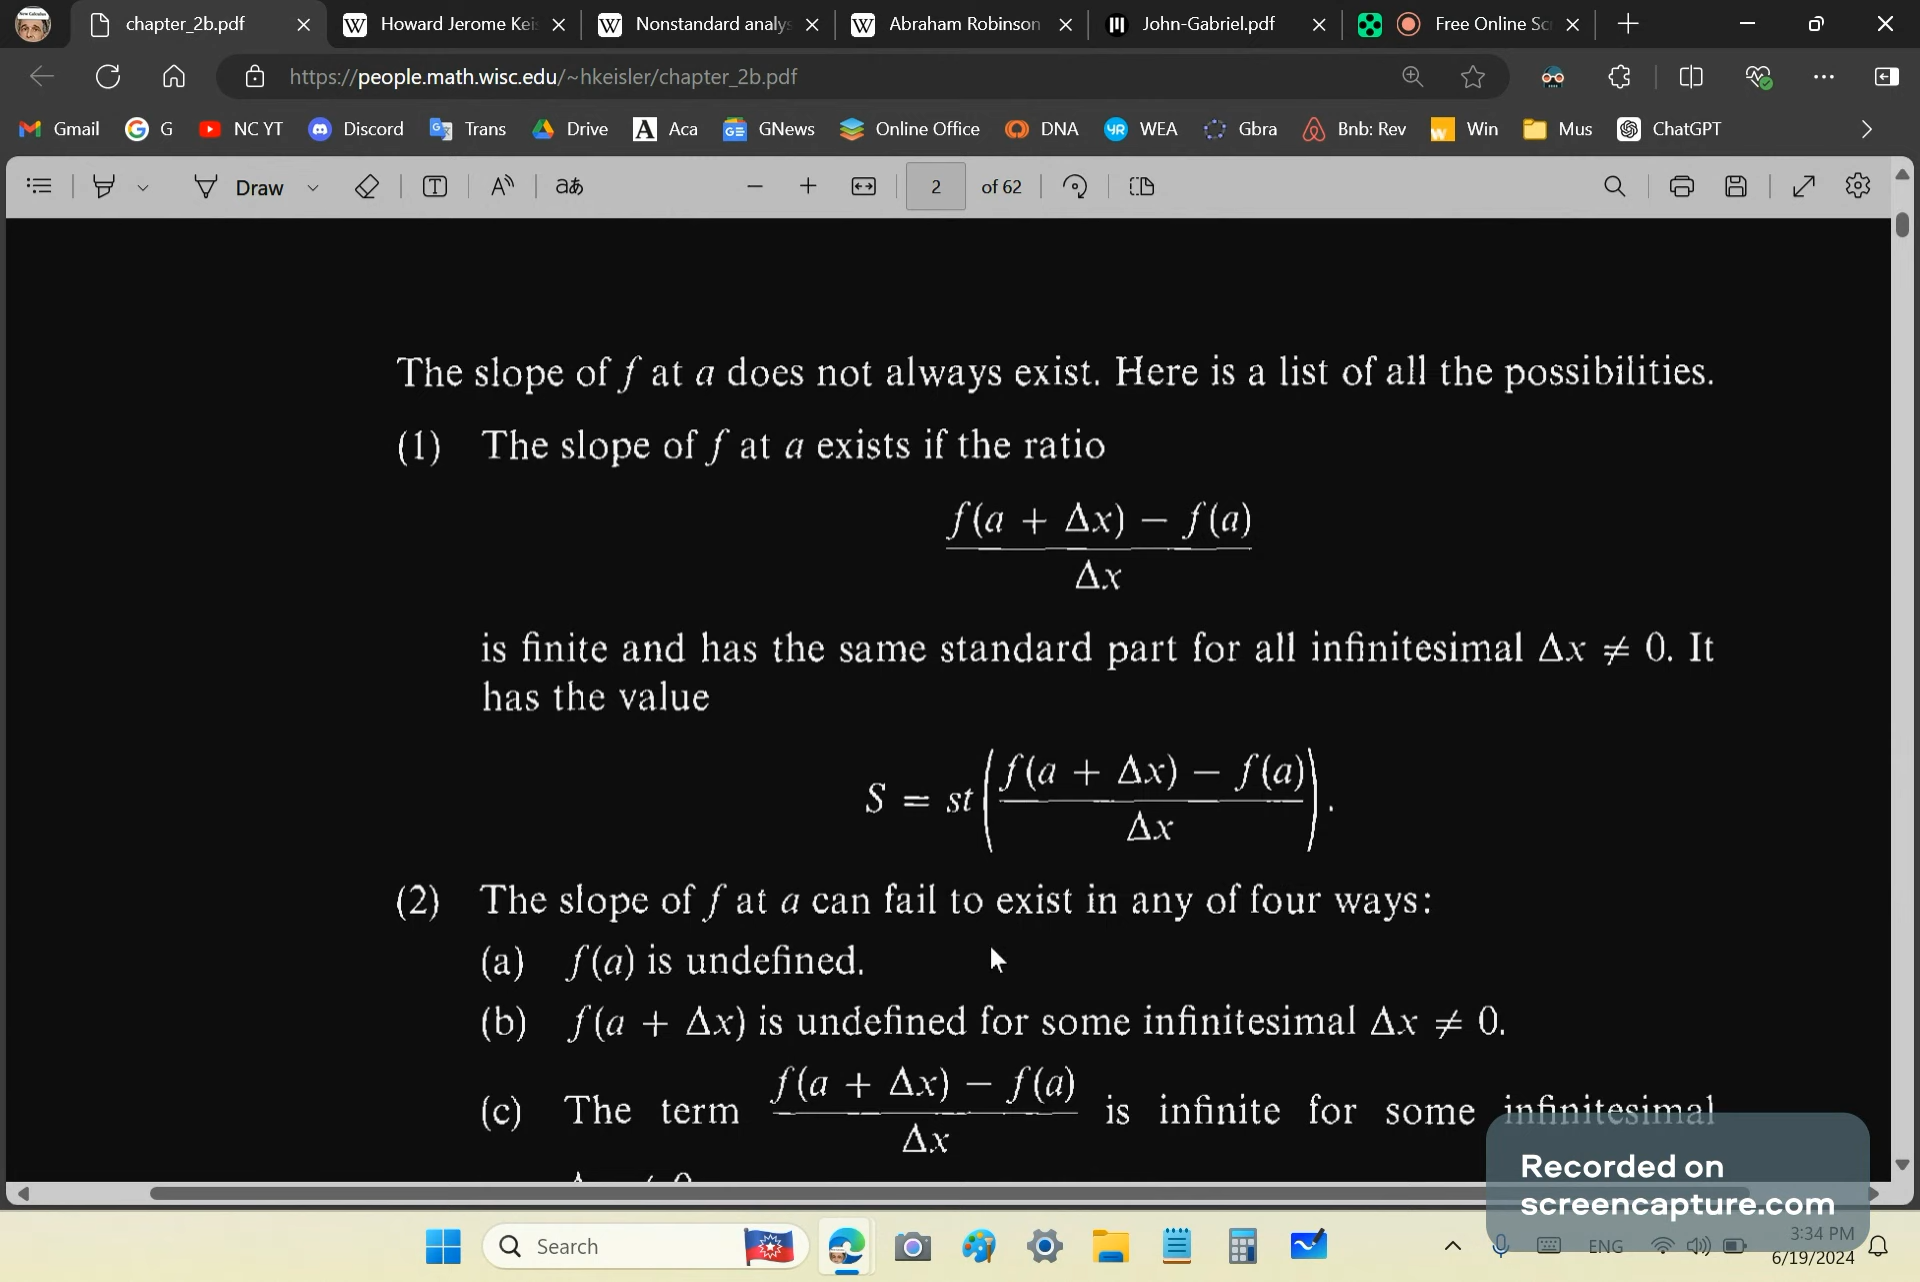 chapter_2b.pdf
Howard Jerome Kei
Nonstandard analys
Abraham Robinson
John-Gabriel.pdf
Free Online Sc
https://people.math.wisc.edu/~hkeisler/chapter_2b.pdf
Gmail G NC YT Discord Trans Drive Aca GNews Online Office DNA WEA Gbra Bnb: Rev Win Mus ChatGPT
Draw 2 of 62
The slope of f at a does not always exist. Here is a list of all the possibilities.
(1) The slope of f at a exists if the ratio
f(a + Δx) − f(a)
Δx
is finite and has the same standard part for all infinitesimal Δx ≠ 0. It
has the value
S = st( f(a + Δx) − f(a)
Δx ).
(2) The slope of f at a can fail to exist in any of four ways:
(a) f(a) is undefined.
(b) f(a + Δx) is undefined for some infinitesimal Δx ≠ 0.
(c) The term f(a + Δx) − f(a) is infinite for some infinitesimal
Δx
Recorded on
screencapture.com
Search
ENG
3:34 PM
6/19/2024